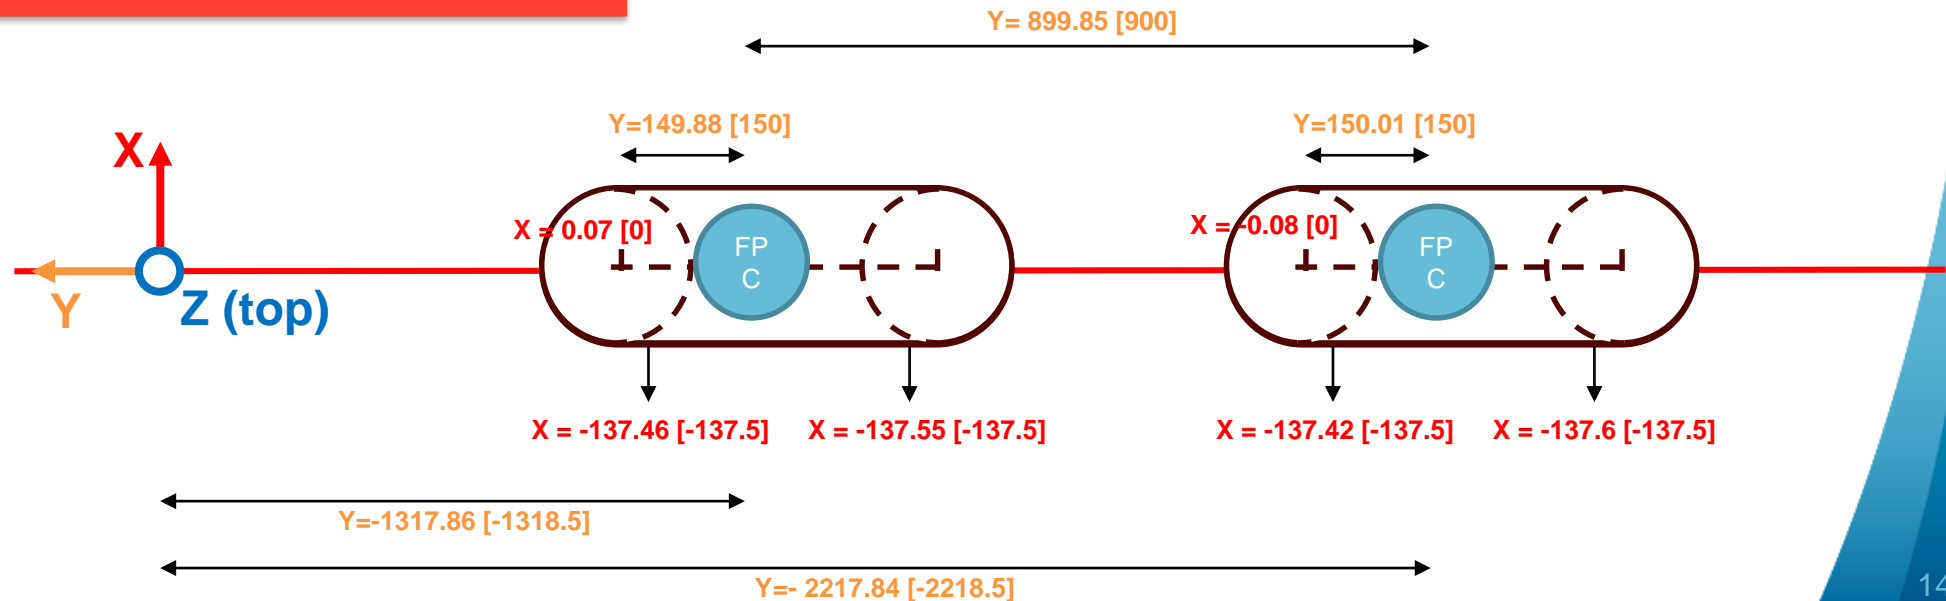 Y= 899.85 [900]
Y=149.88 [150]
Y=150.01 [150]
X
X = 0.07 [0]
X = -0.08 [0]
FP
C
FP
C
Y
Z (top)
X = -137.46 [-137.5]
X = -137.55 [-137.5]
X = -137.42 [-137.5]
X = -137.6 [-137.5]
Y=-1317.86 [-1318.5]
Y=- 2217.84 [-2218.5]
14